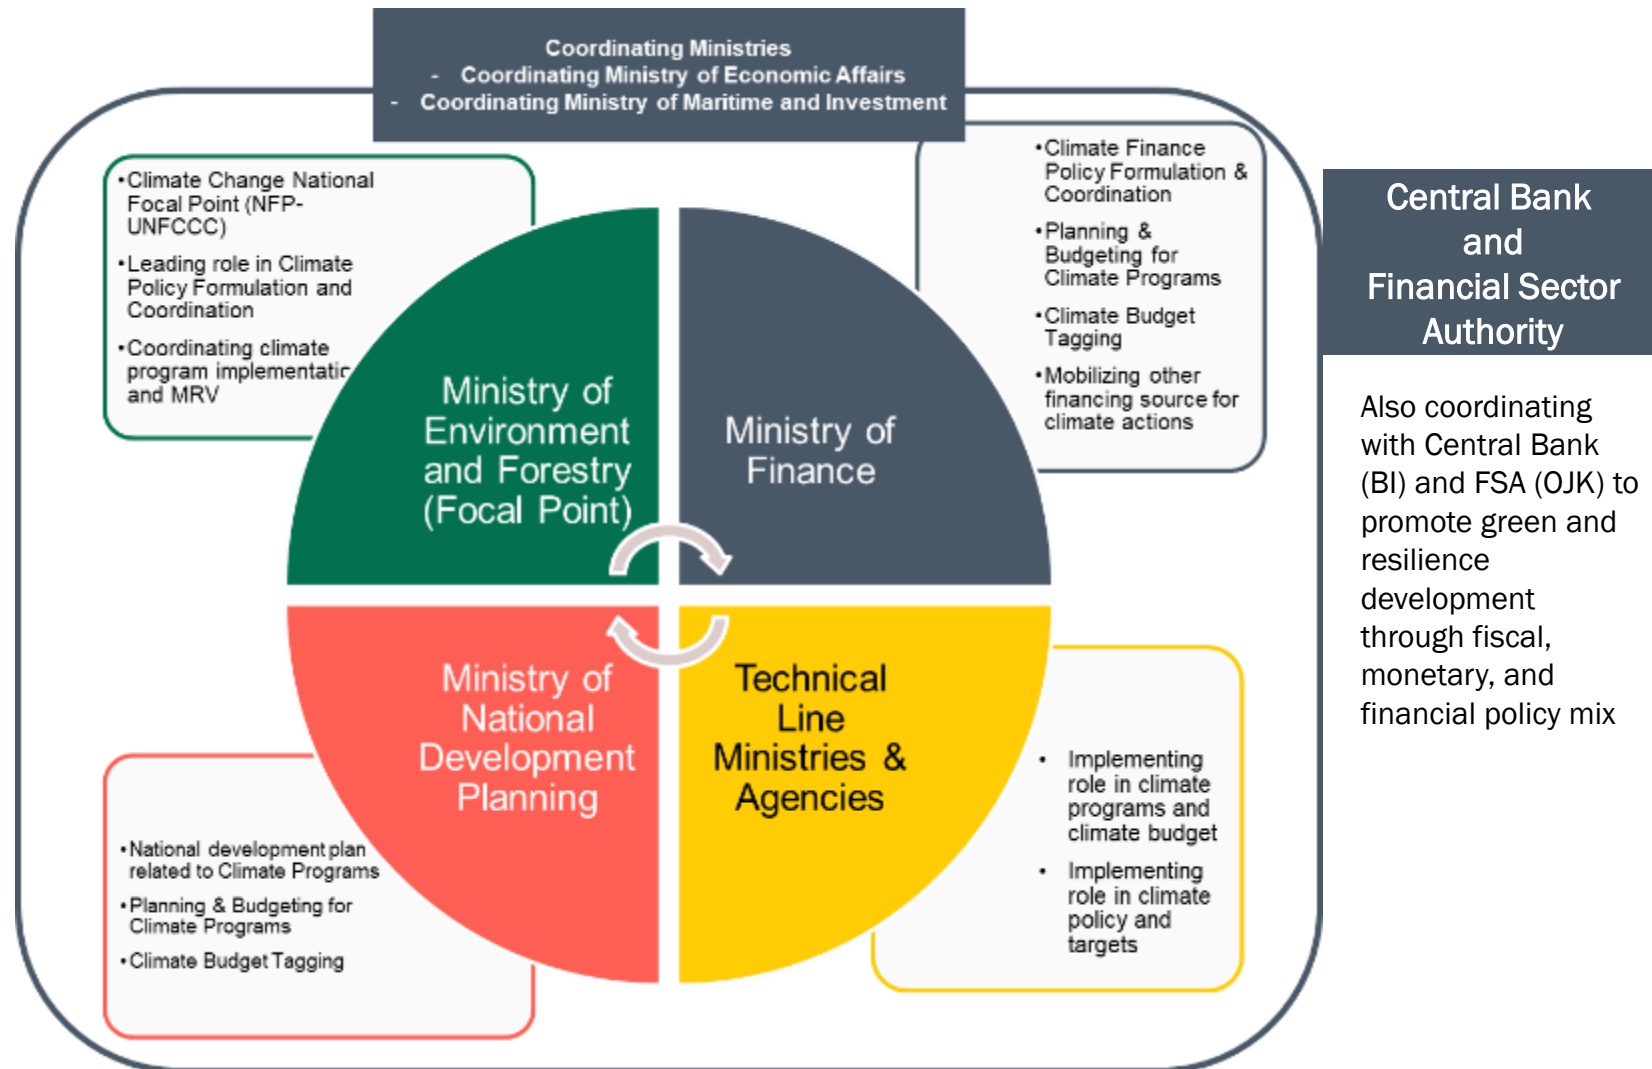 Coordinating Ministries
- Coordinating Ministry of Economic Affairs
- Coordinating Ministry of Maritime and Investment
•Climate Change National
Focal Point (NFP-
UNFCCC)
•Leading role in Climate
Policy Formulation and
Coordination
•Coordinating climate
program implementatic
and MRV
•Climate Finance
Policy Formulation &
Coordination
•Planning &
Budgeting for
Climate Programs
•Climate Budget
Tagging
•Mobilizing other
financing source for
climate actions
Ministry of
Environment
and Forestry
(Focal Point)
Ministry of
Finance
Ministry of
National
Development
Planning
Technical
Line
Ministries &
Agencies
•National development plan
related to Climate Programs
•Planning & Budgeting for
Climate Programs
•Climate Budget Tagging
• Implementing
role in climate
programs and
climate budget
• Implementing
role in climate
policy and
targets
Central Bank
and
Financial Sector
Authority
Also coordinating
with Central Bank
(BI) and FSA (OJK) to
promote green and
resilience
development
through fiscal,
monetary, and
financial policy mix